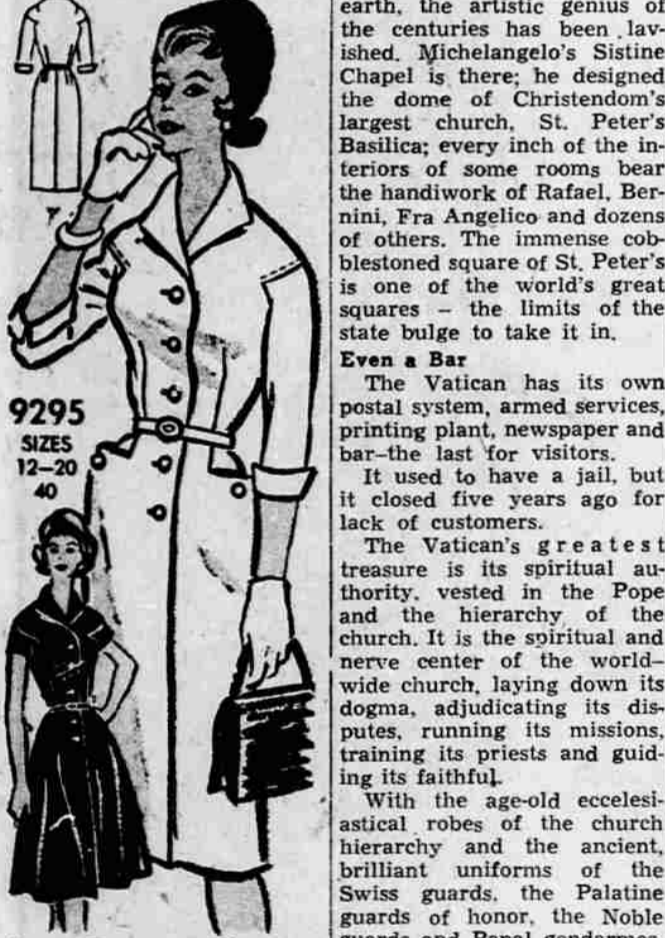 9295
SIZES
12–20
40
earth, the artistic genius of
the centuries has been lav-
ished. Michelangelo's Sistine
Chapel is there; he designed
the dome of Christendom's
largest church, St. Peter's
Basilica; every inch of the in-
teriors of some rooms bear
the handiwork of Rafael, Ber-
nini, Fra Angelico and dozens
of others. The immense cob-
blestoned square of St. Peter's
is one of the world's great
squares – the limits of the
state bulge to take it in.
Even a Bar
The Vatican has its own
postal system, armed services,
printing plant, newspaper and
bar–the last for visitors.
It used to have a jail, but
it closed five years ago for
lack of customers.
The Vatican's greatest
treasure is its spiritual au-
thority, vested in the Pope
and the hierarchy of the
church. It is the spiritual and
nerve center of the world–
wide church, laying down its
dogma, adjudicating its dis-
putes, running its missions,
training its priests and guid-
ing its faithful.
With the age-old eccelesi-
astical robes of the church
hierarchy and the ancient,
brilliant uniforms of the
Swiss guards, the Palatine
guards of honor, the Noble
guards and Papal gendarmes,